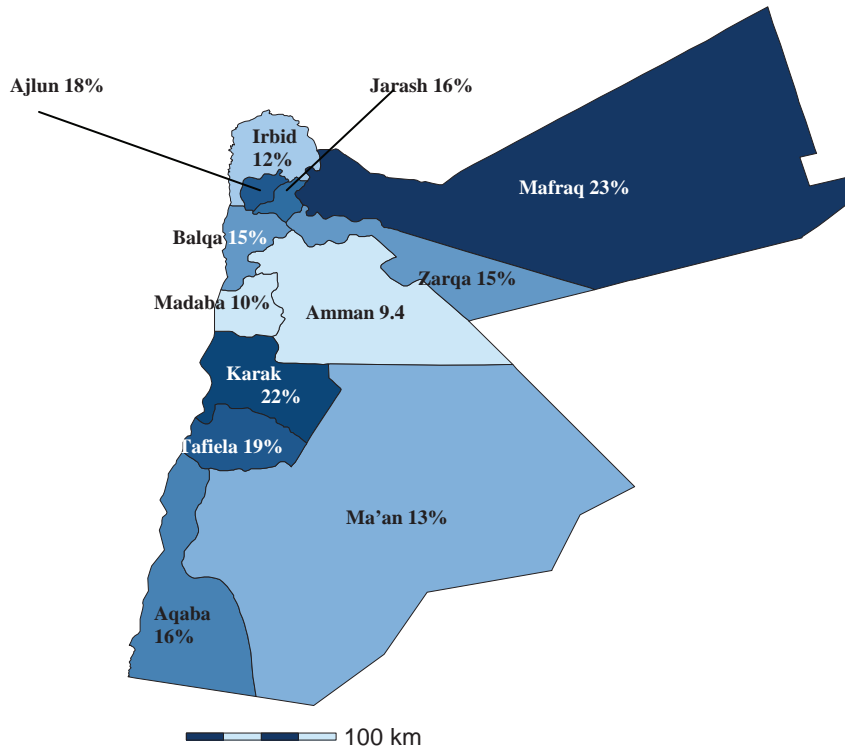 Ajlun 18%
Jarash 16%
Irbid
12%
Mafraq 23%
Balqa 15%
Zarqa 15%
Madaba 10%
Amman 9.4
Karak
22%
Tafiela 19%
Ma’an 13%
Aqaba
16%
100 km